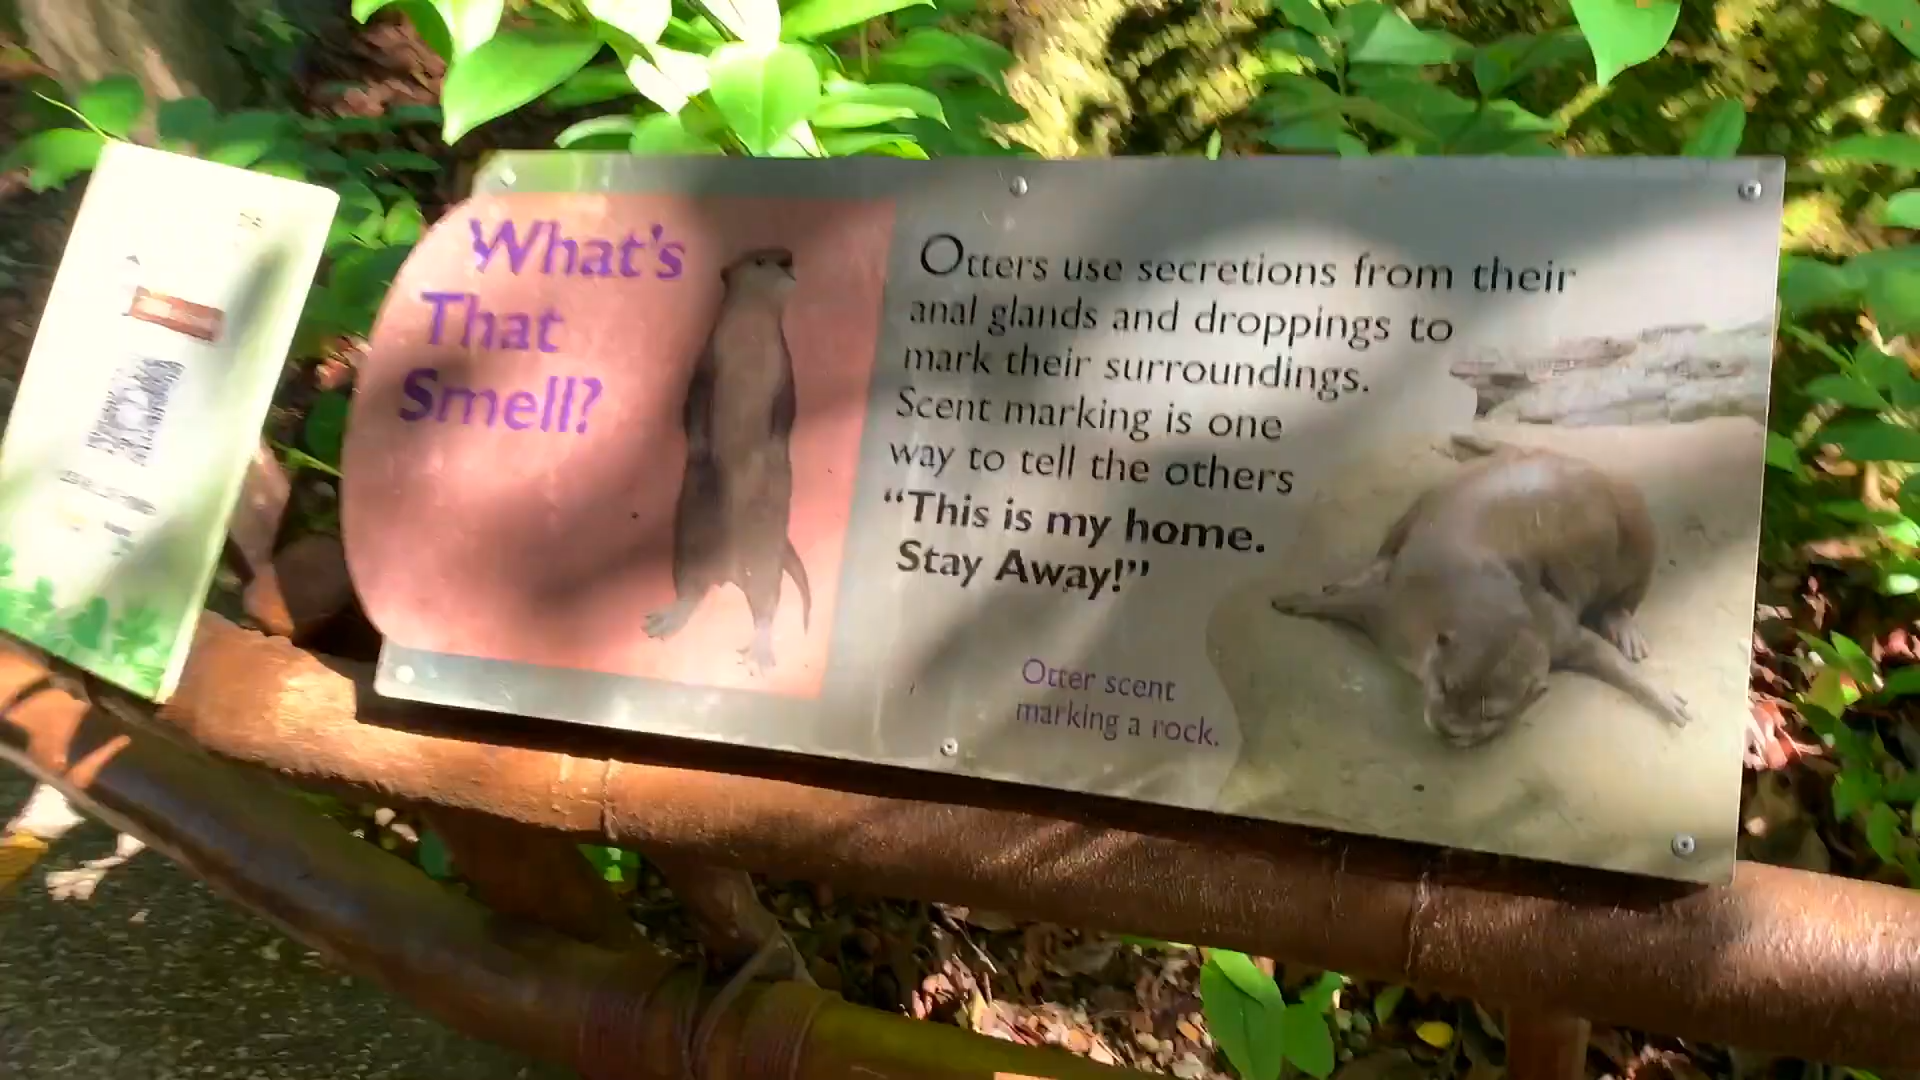 What's
That
Smell?
Otters use secretions from their
anal glands and droppings to
mark their surroundings.
Scent marking is one
way to tell the others
“This is my home.
Stay Away!”
Otter scent
marking a rock.